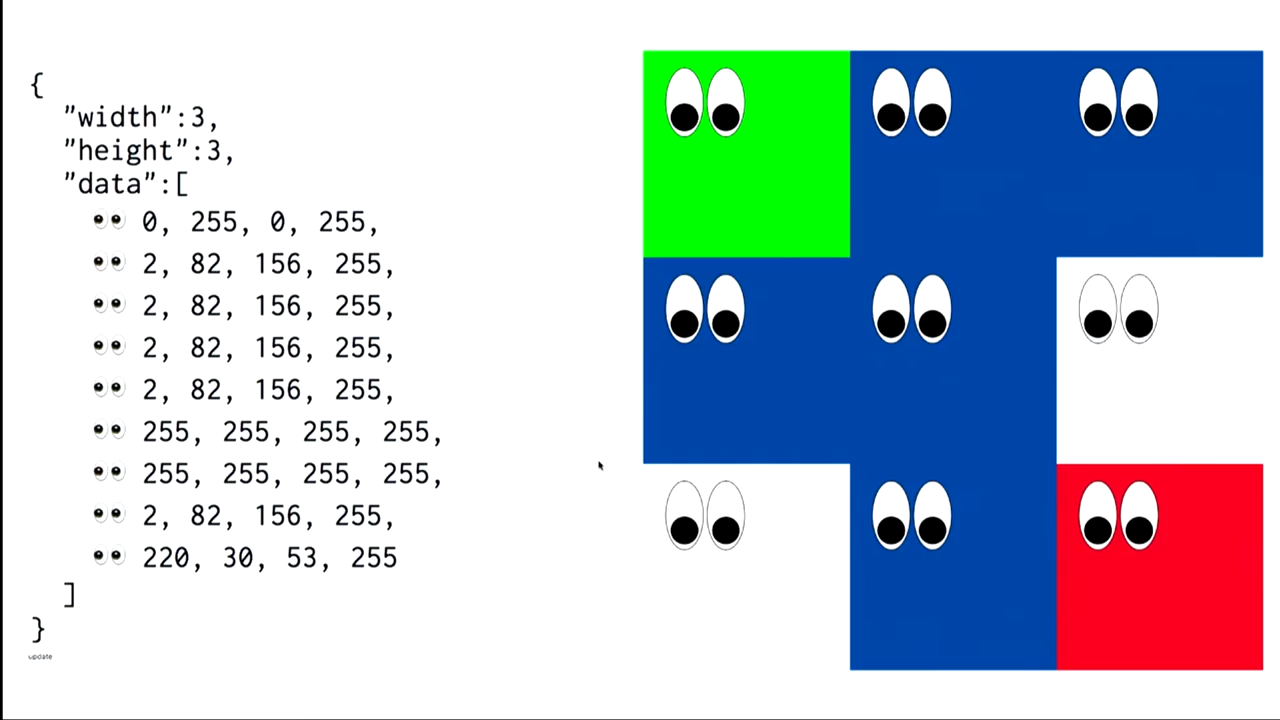 {
"width":3,
"height":3,
"data":[
0, 255, 0, 255,
2, 82, 156, 255,
2, 82, 156, 255,
2, 82, 156, 255,
2, 82, 156, 255,
255, 255, 255, 255,
255, 255, 255, 255,
2, 82, 156, 255,
220, 30, 53, 255
]
}
update